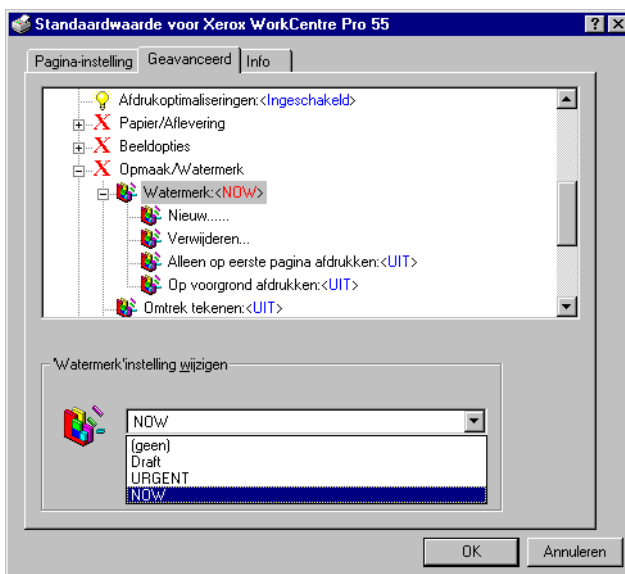 Standaardwaarde voor Xerox WorkCentre Pro 55
Pagina-instelling Geavanceerd Info
Afdrukoptimaliseringen:<Ingeschakeld>
X Papier/Aflevering
X Beeldopties
X Opmaak/Watermerk
Watermerk:<NOW>
Nieuw......
Verwijderen...
Alleen op eerste pagina afdrukken:<UIT>
Op voorgrond afdrukken:<UIT>
Omtrek tekenen:<UIT>
'Watermerk'instelling wijzigen
NOW
(geen)
Draft
URGENT
NOW
OK Annuleren